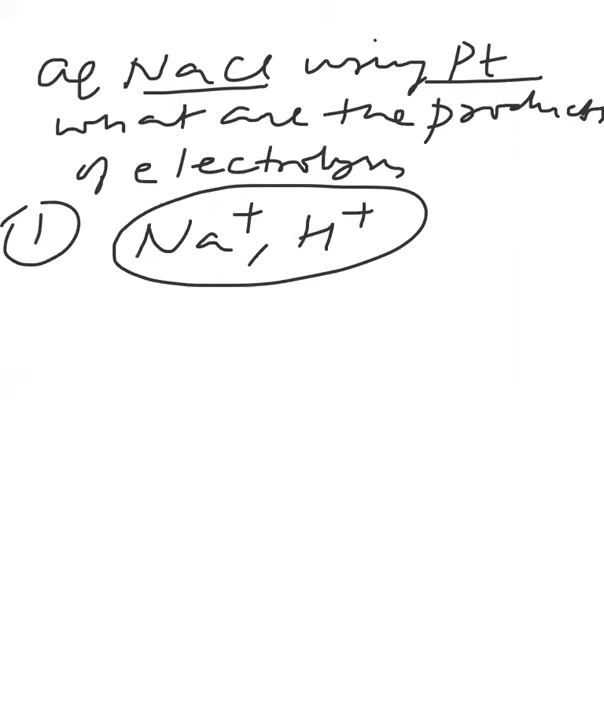 aq NaCl using Pt
what are the products
of electrolysis
① Na⁺, H⁺